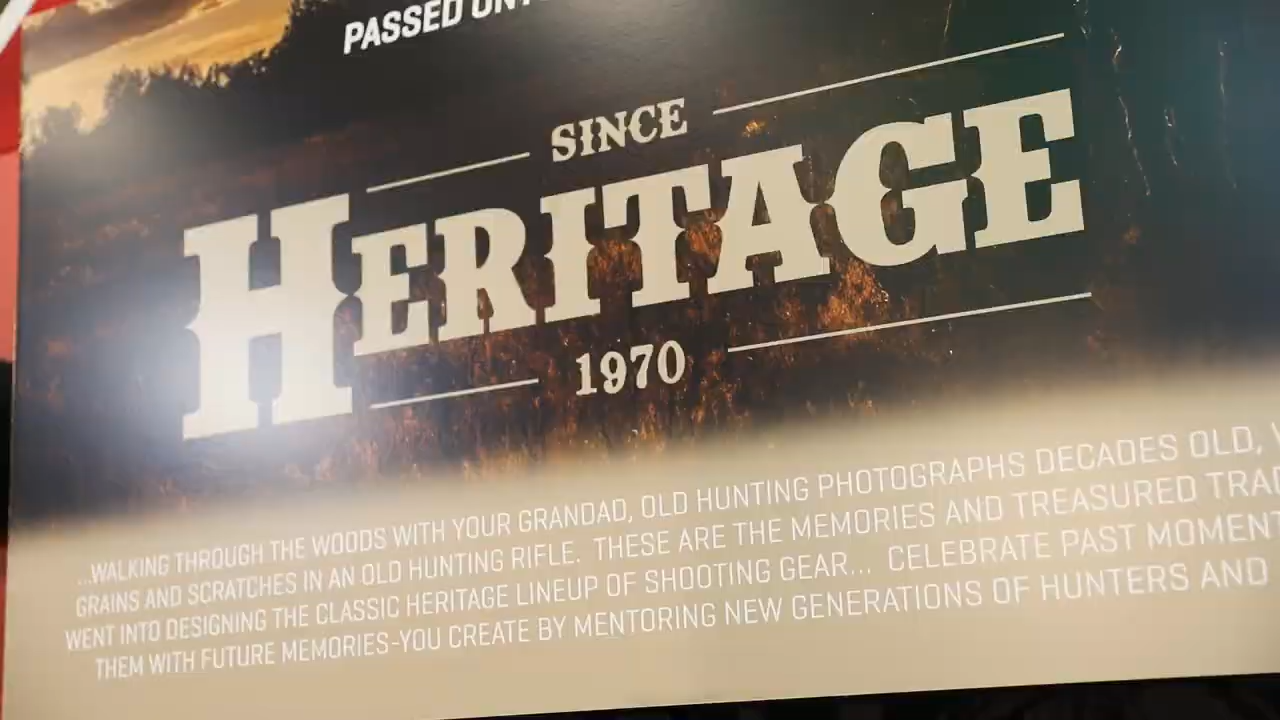 PASSED
SINCE
HERITAGE
1970
...WALKING THROUGH THE WOODS WITH YOUR GRANDAD, OLD HUNTING PHOTOGRAPHS DECADES OLD,
GRAINS AND SCRATCHES IN AN OLD HUNTING RIFLE. THESE ARE THE MEMORIES AND TREASURED
WENT INTO DESIGNING THE CLASSIC HERITAGE LINEUP OF SHOOTING GEAR... CELEBRATE PAST
THEM WITH FUTURE MEMORIES-YOU CREATE BY MENTORING NEW GENERATIONS OF HUNTERS AND